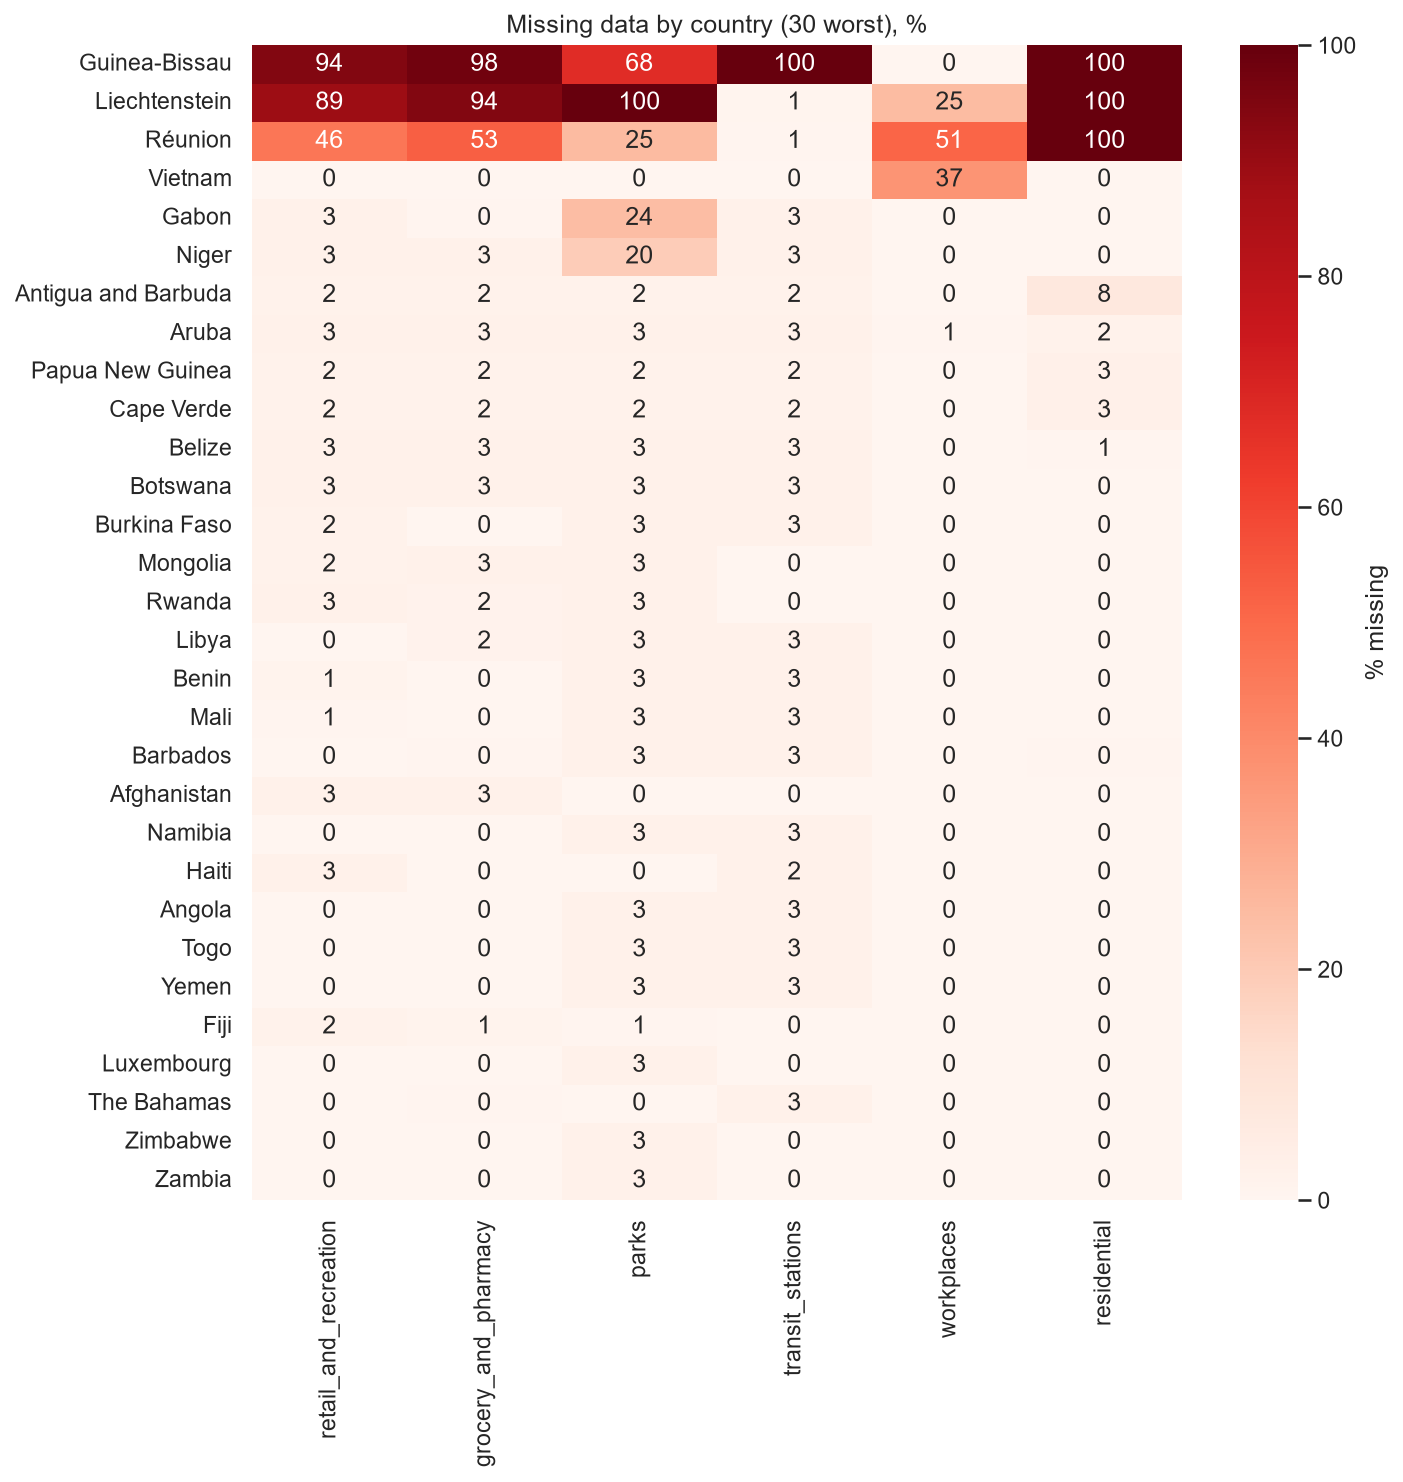 Missing data by country (30 worst), %
Guinea-Bissau 94 98 68 100 0 100
Liechtenstein 89 94 100 1 25 100
Réunion 46 53 25 1 51 100
Vietnam 0 0 0 0 37 0
Gabon 3 0 24 3 0 0
Niger 3 3 20 3 0 0
Antigua and Barbuda 2 2 2 2 0 8
Aruba 3 3 3 3 1 2
Papua New Guinea 2 2 2 2 0 3
Cape Verde 2 2 2 2 0 3
Belize 3 3 3 3 0 1
Botswana 3 3 3 3 0 0
Burkina Faso 2 0 3 3 0 0
Mongolia 2 3 3 0 0 0
Rwanda 3 2 3 0 0 0
Libya 0 2 3 3 0 0
Benin 1 0 3 3 0 0
Mali 1 0 3 3 0 0
Barbados 0 0 3 3 0 0
Afghanistan 3 3 0 0 0 0
Namibia 0 0 3 3 0 0
Haiti 3 0 0 2 0 0
Angola 0 0 3 3 0 0
Togo 0 0 3 3 0 0
Yemen 0 0 3 3 0 0
Fiji 2 1 1 0 0 0
Luxembourg 0 0 3 0 0 0
The Bahamas 0 0 0 3 0 0
Zimbabwe 0 0 3 0 0 0
Zambia 0 0 3 0 0 0
retail_and_recreation
grocery_and_pharmacy
parks
transit_stations
workplaces
residential
100
80
60
40
20
0
% missing